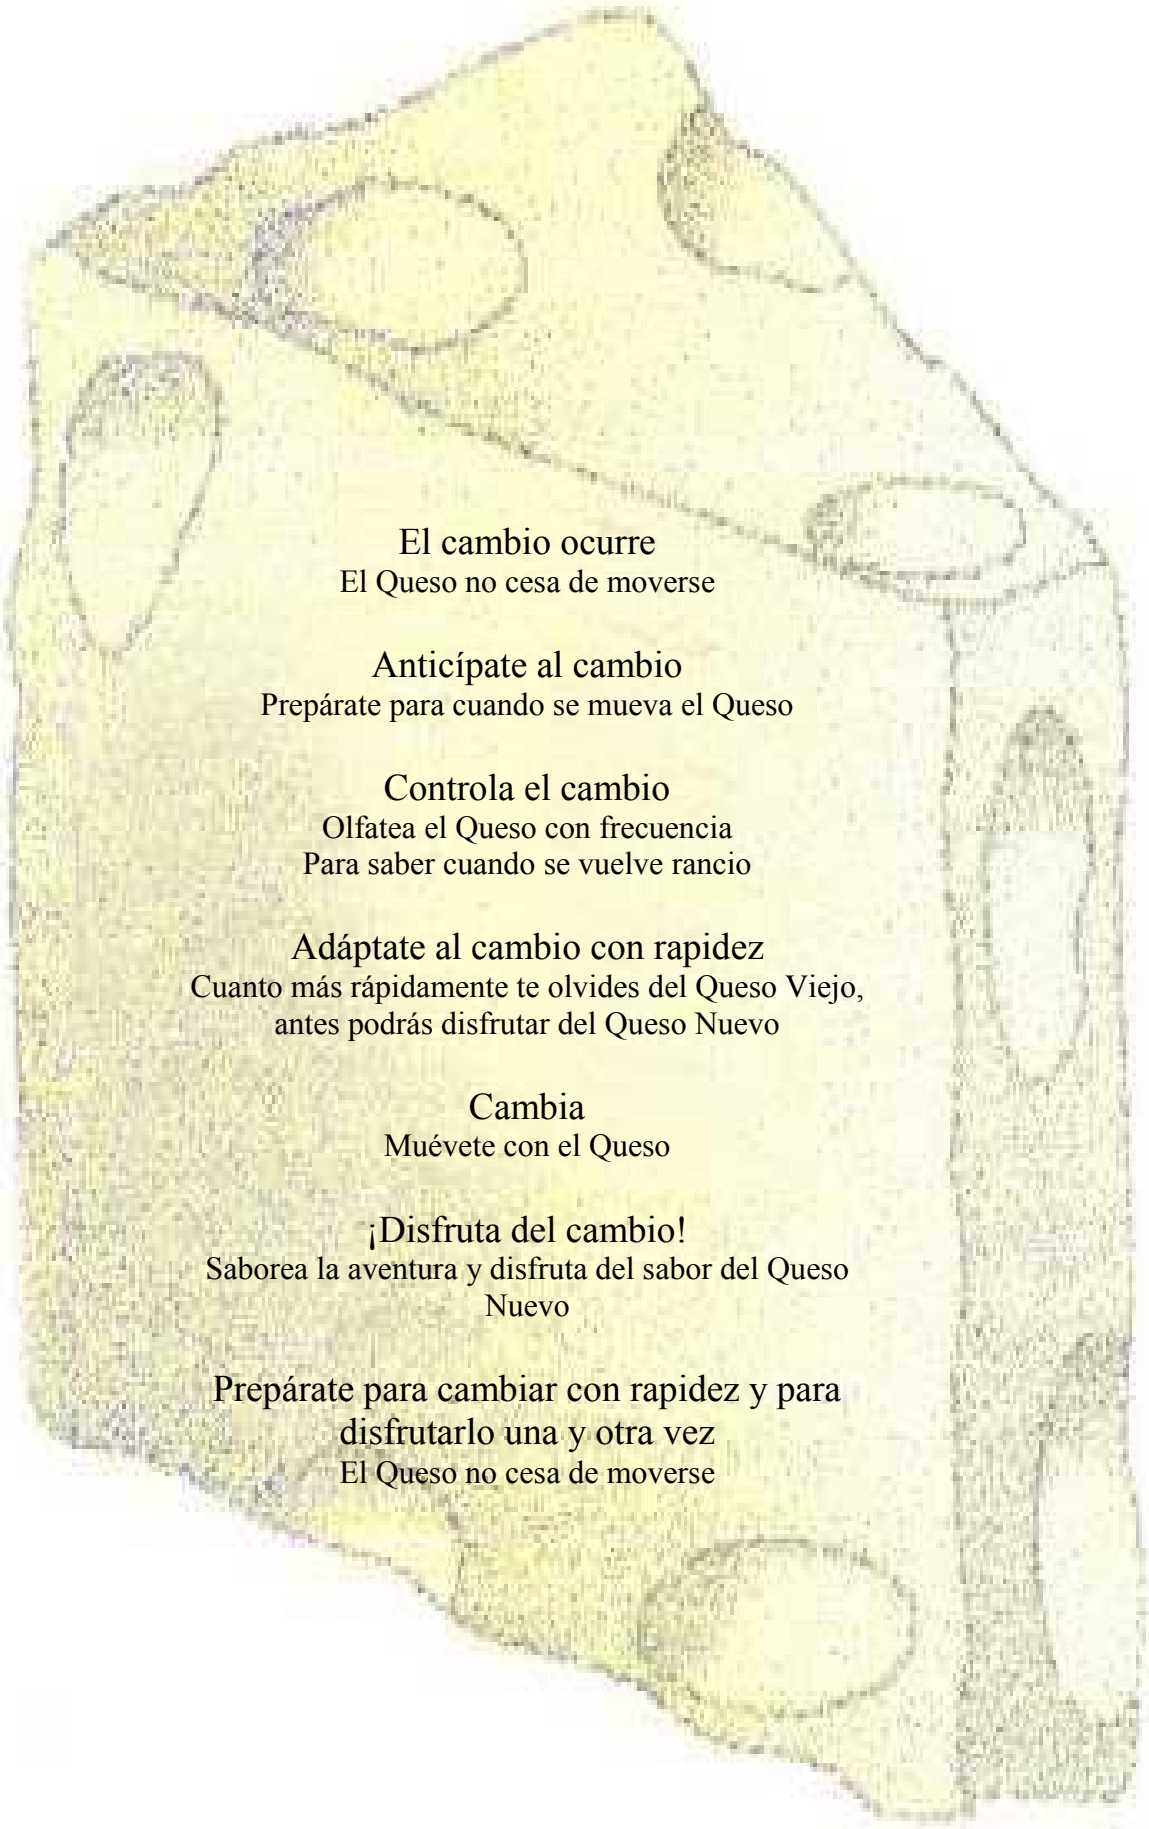 El cambio ocurre
El Queso no cesa de moverse
Anticípate al cambio
Prepárate para cuando se mueva el Queso
Controla el cambio
Olfatea el Queso con frecuencia
Para saber cuando se vuelve rancio
Adáptate al cambio con rapidez
Cuanto más rápidamente te olvides del Queso Viejo,
antes podrás disfrutar del Queso Nuevo
Cambia
Muévete con el Queso
¡Disfruta del cambio!
Saborea la aventura y disfruta del sabor del Queso
Nuevo
Prepárate para cambiar con rapidez y para
disfrutarlo una y otra vez
El Queso no cesa de moverse